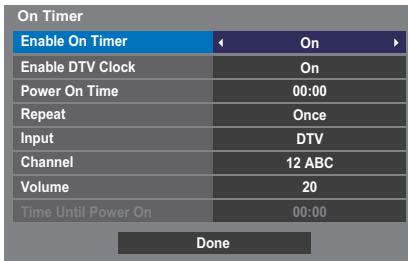 On Timer
Enable On Timer On
Enable DTV Clock On
Power On Time 00:00
Repeat Once
Input DTV
Channel 12 ABC
Volume 20
Time Until Power On 00:00
Done